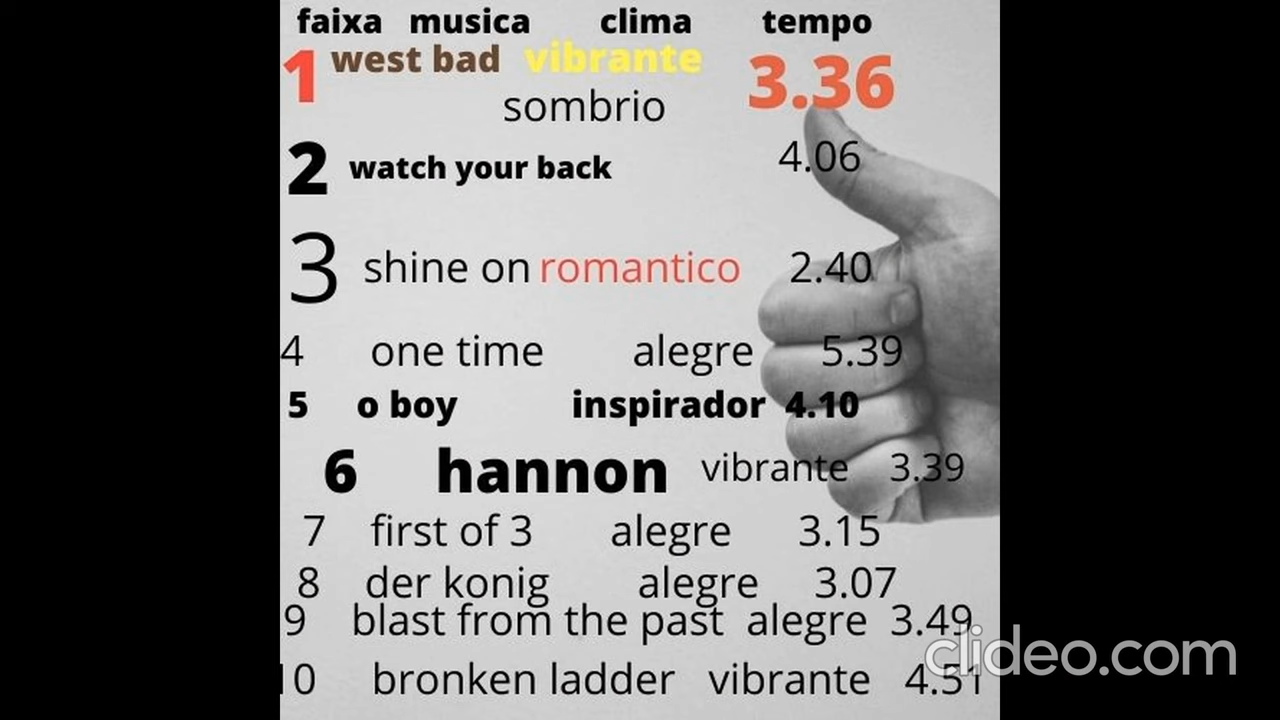 faixa musica clima tempo
1 west bad vibrante 3.36
sombrio
2 watch your back 4.06
3 shine on romantico 2.40
4 one time alegre 5.39
5 o boy inspirador 4.10
6 hannon vibrante 3.39
7 first of 3 alegre 3.15
8 der konig alegre 3.07
9 blast from the past alegre 3.49
10 bronken ladder vibrante 4.51
clideo.com